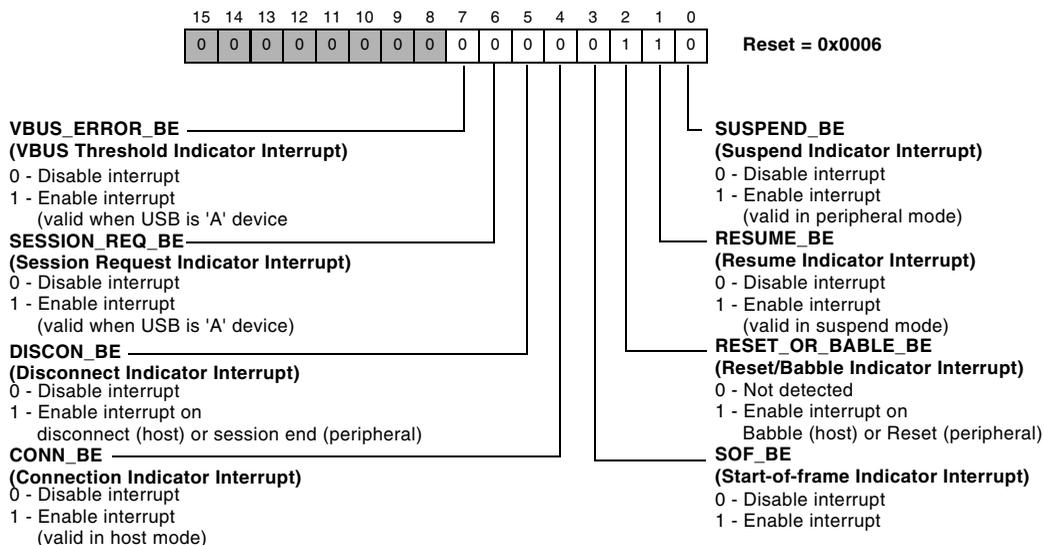 15 14 13 12 11 10 9 8 7 6 5 4 3 2 1 0
0 0 0 0 0 0 0 0 0 0 0 0 0 1 1 0
Reset = 0x0006
VBUS_ERROR_BE
(VBUS Threshold Indicator Interrupt)
0 - Disable interrupt
1 - Enable interrupt
(valid when USB is 'A' device
SESSION_REQ_BE
(Session Request Indicator Interrupt)
0 - Disable interrupt
1 - Enable interrupt
(valid when USB is 'A' device)
DISCON_BE
(Disconnect Indicator Interrupt)
0 - Disable interrupt
1 - Enable interrupt on
disconnect (host) or session end (peripheral)
CONN_BE
(Connection Indicator Interrupt)
0 - Disable interrupt
1 - Enable interrupt
(valid in host mode)
SUSPEND_BE
(Suspend Indicator Interrupt)
0 - Disable interrupt
1 - Enable interrupt
(valid in peripheral mode)
RESUME_BE
(Resume Indicator Interrupt)
0 - Disable interrupt
1 - Enable interrupt
(valid in suspend mode)
RESET_OR_BABLE_BE
(Reset/Babble Indicator Interrupt)
0 - Not detected
1 - Enable interrupt on
Babble (host) or Reset (peripheral)
SOF_BE
(Start-of-frame Indicator Interrupt)
0 - Disable interrupt
1 - Enable interrupt